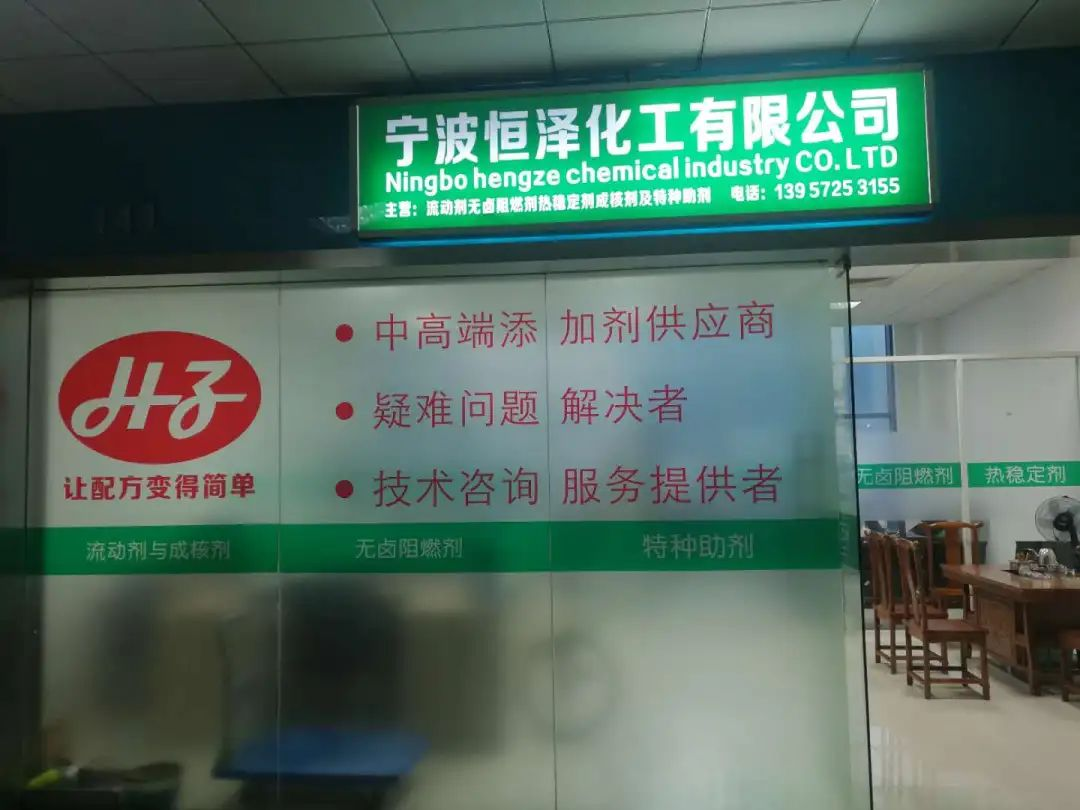 宁波恒泽化工有限公司
Ningbo hengze chemical industry CO.LTD
主营：流动剂无卤阻燃剂热稳定剂成核剂及特种助剂 电话：139 5725 3155
HZ
让配方变得简单
● 中高端添加剂供应商
● 疑难问题解决者
● 技术咨询服务提供者
流动剂与成核剂 无卤阻燃剂 特种助剂
无卤阻燃剂 热稳定剂